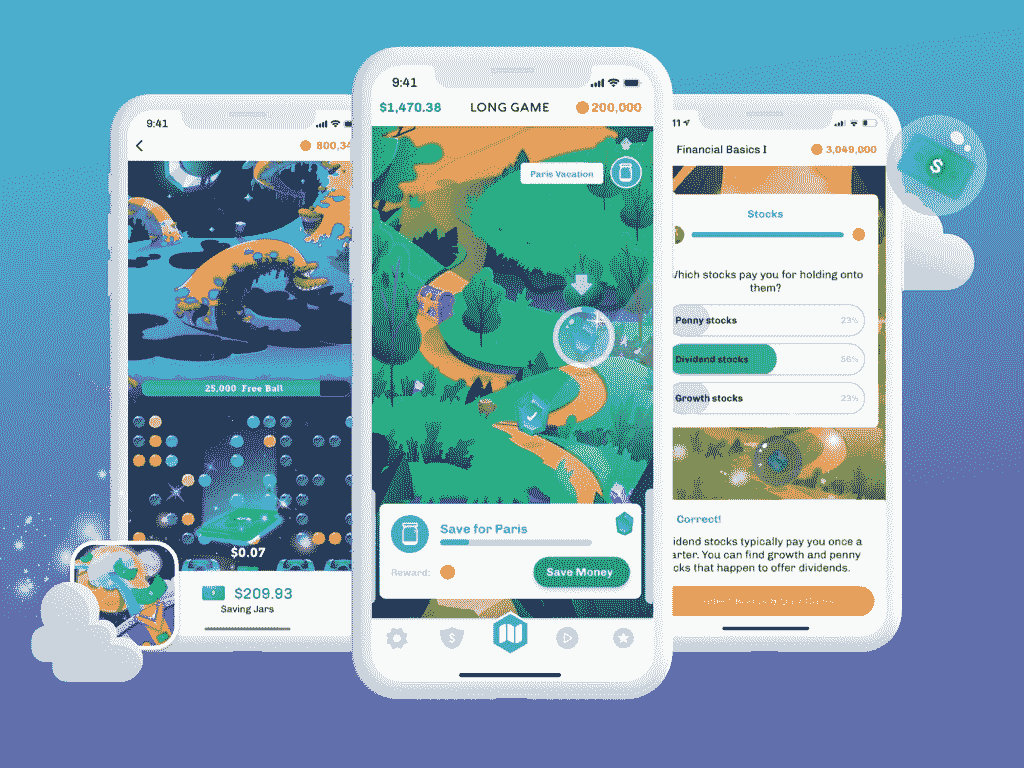 9:41
800,34
25,000 Free Ball
$0.07
$209.93
Saving Jars
9:41
$1,470.38 LONG GAME 200,000
Paris Vacation
Save for Paris
Reward:
Save Money
11
Financial Basics I 3,049,000
$
Stocks
Which stocks pay you for holding onto
them?
Penny stocks 23%
Dividend stocks 56%
Growth stocks 23%
Correct!
idend stocks typically pay you once a
arter. You can find growth and penny
cks that happen to offer dividends.